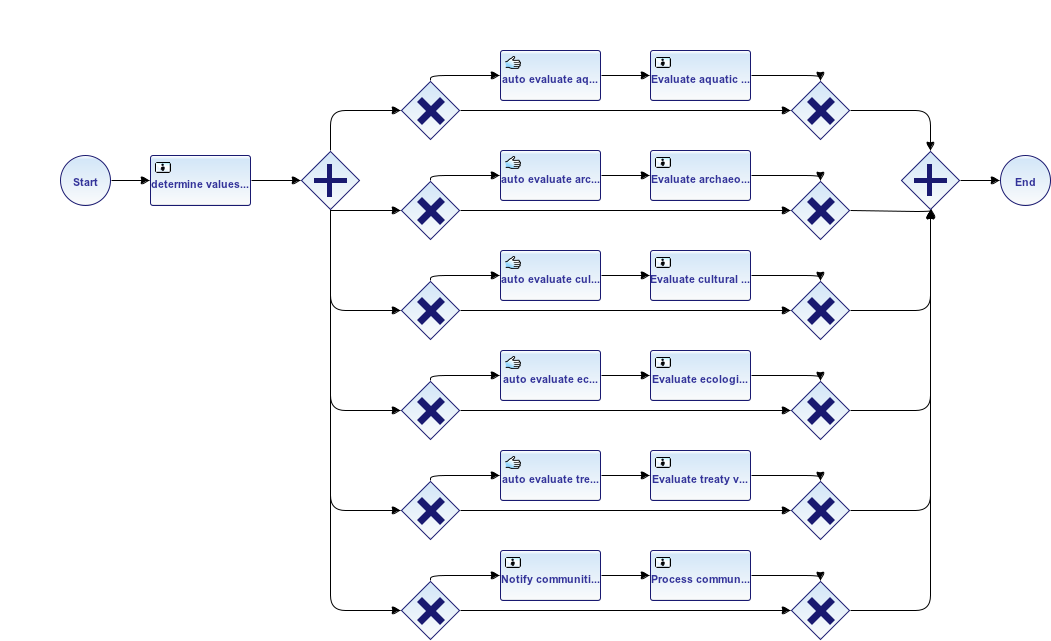 auto evaluate aq...
Evaluate aquatic ...
Start
determine values...
auto evaluate arc...
Evaluate archaeo...
End
auto evaluate cul...
Evaluate cultural ...
auto evaluate ec...
Evaluate ecologi...
auto evaluate tre...
Evaluate treaty v...
Notify communiti...
Process commun...